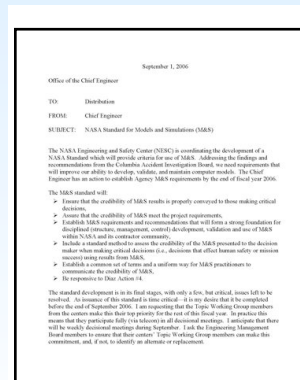 September 1, 2006
Office of the Chief Engineer
TO: Distribution
FROM: Chief Engineer
SUBJECT: NASA Standard for Models and Simulations (M&S)
The NASA Engineering and Safety Center (NESC) is coordinating the development of a
NASA Standard which will provide criteria for use of M&S. Addressing the findings and
recommendations from the Columbia Accident Investigation Board, we need requirements that
will improve our ability to develop, validate, and maintain computer models. The Chief
Engineer has an action to establish Agency M&S requirements by the end of fiscal year 2006.
The M&S standard will:
➢ Ensure that the credibility of M&S results is properly conveyed to those making critical
decisions,
➢ Assure that the credibility of M&S meet the project requirements,
➢ Establish M&S requirements and recommendations that will form a strong foundation for
disciplined (structure, management, control) development, validation and use of M&S
within NASA and its contractor community,
➢ Include a standard method to assess the credibility of the M&S presented to the decision
maker when making critical decisions (i.e., decisions that effect human safety or mission
success) using results from M&S,
➢ Establish a common set of terms and a uniform way for M&S practitioners to
communicate the credibility of M&S,
➢ Be responsive to Diaz Action #4.
The standard development is in its final stages, with only a few, but critical, issues left to be
resolved. As issuance of this standard is time critical—it is my desire that it be completed
before the end of September 2006. I am requesting that the Topic Working Group members
from the centers make this their top priority for the rest of this fiscal year. In practice this
means that they participate fully (via telecon) in all decisional meetings. I anticipate that there
will be weekly decisional meetings during September. I ask the Engineering Management
Board members to ensure that their centers' Topic Working Group members can make this
commitment, and, if not, to identify an alternate or replacement.